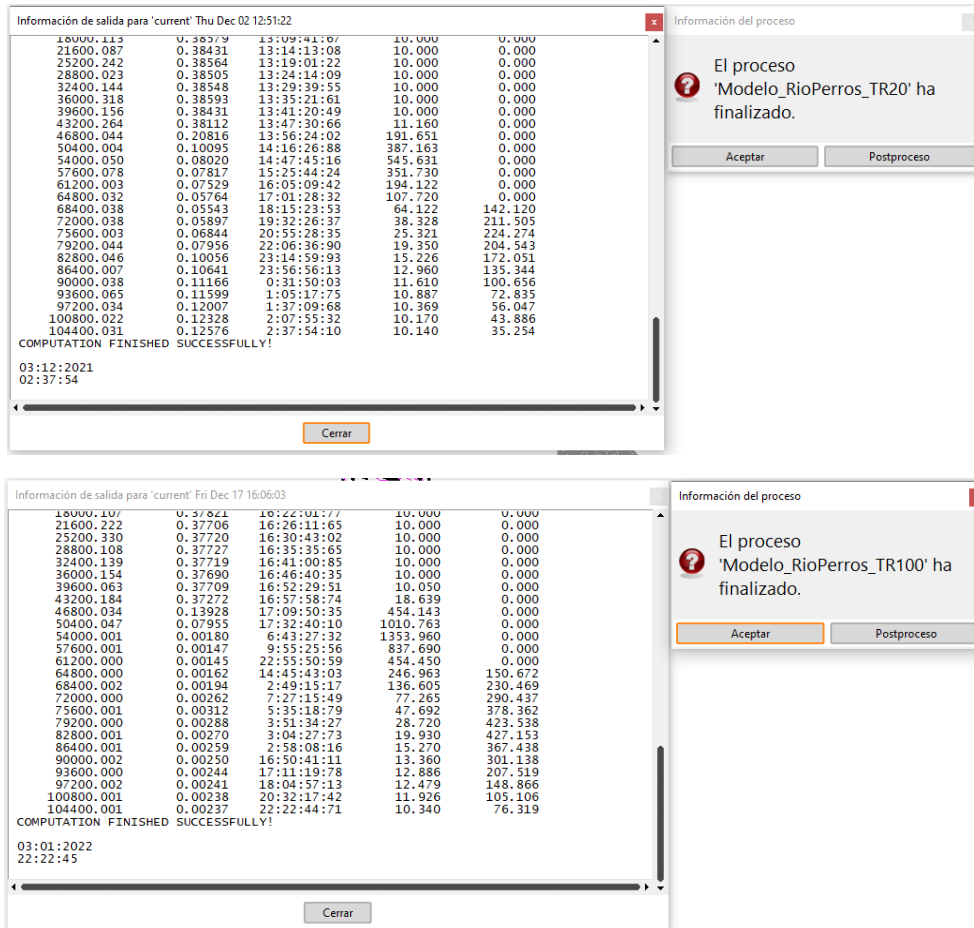 Información de salida para 'current' Thu Dec 02 12:51:22
18000.113 0.38579 13:09:41:67 10.000 0.000
21600.087 0.38431 13:14:13:08 10.000 0.000
25200.242 0.38564 13:19:01:22 10.000 0.000
28800.023 0.38505 13:24:14:09 10.000 0.000
32400.144 0.38548 13:29:39:55 10.000 0.000
36000.318 0.38593 13:35:21:61 10.000 0.000
39600.156 0.38431 13:41:20:49 10.000 0.000
43200.264 0.38112 13:47:30:66 11.160 0.000
46800.044 0.20816 13:56:24:02 191.651 0.000
50400.004 0.10095 14:16:26:88 387.163 0.000
54000.050 0.08020 14:47:45:16 545.631 0.000
57600.078 0.07817 15:25:44:24 351.730 0.000
61200.003 0.07529 16:05:09:42 194.122 0.000
64800.032 0.05764 17:01:28:32 107.720 0.000
68400.038 0.05543 18:15:23:53 64.122 142.120
72000.038 0.05897 19:32:26:37 38.328 211.505
75600.003 0.06844 20:55:28:35 25.321 224.274
79200.044 0.07956 22:06:36:90 19.350 204.543
82800.046 0.10056 23:14:59:93 15.226 172.051
86400.007 0.10641 23:56:56:13 12.960 135.344
90000.038 0.11166 0:31:50:03 11.610 100.656
93600.065 0.11599 1:05:17:75 10.887 72.835
97200.034 0.12007 1:37:09:68 10.369 56.047
100800.022 0.12328 2:07:55:32 10.170 43.886
104400.031 0.12576 2:37:54:10 10.140 35.254
COMPUTATION FINISHED SUCCESSFULLY!
03:12:2021
02:37:54
Cerrar
Información del proceso
El proceso
'Modelo_RioPerros_TR20' ha
finalizado.
Aceptar Postproceso
Información de salida para 'current' Fri Dec 17 16:06:03
18000.107 0.37821 16:22:01:77 10.000 0.000
21600.222 0.37706 16:26:11:65 10.000 0.000
25200.330 0.37720 16:30:43:02 10.000 0.000
28800.108 0.37727 16:35:35:65 10.000 0.000
32400.139 0.37719 16:41:00:85 10.000 0.000
36000.154 0.37690 16:46:40:35 10.000 0.000
39600.063 0.37709 16:52:29:51 10.050 0.000
43200.184 0.37272 16:57:58:74 18.639 0.000
46800.034 0.13928 17:09:50:35 454.143 0.000
50400.047 0.07955 17:32:40:10 1010.763 0.000
54000.001 0.00180 6:43:27:32 1353.960 0.000
57600.001 0.00147 9:55:25:56 837.690 0.000
61200.000 0.00145 22:55:50:59 454.450 0.000
64800.000 0.00162 14:45:43:03 246.963 150.672
68400.002 0.00194 2:49:15:17 136.605 230.469
72000.000 0.00262 7:27:15:49 77.265 290.437
75600.001 0.00312 5:35:18:79 47.692 378.362
79200.000 0.00288 3:51:34:27 28.720 423.538
82800.001 0.00270 3:04:27:73 19.930 427.153
86400.001 0.00259 2:58:08:16 15.270 367.438
90000.002 0.00250 16:50:41:11 13.360 301.138
93600.000 0.00244 17:11:19:78 12.886 207.519
97200.002 0.00241 18:04:57:13 12.479 148.866
100800.001 0.00238 20:32:17:42 11.926 105.106
104400.001 0.00237 22:22:44:71 10.340 76.319
COMPUTATION FINISHED SUCCESSFULLY!
03:01:2022
22:22:45
Cerrar
Información del proceso
El proceso
'Modelo_RioPerros_TR100' ha
finalizado.
Aceptar Postproceso